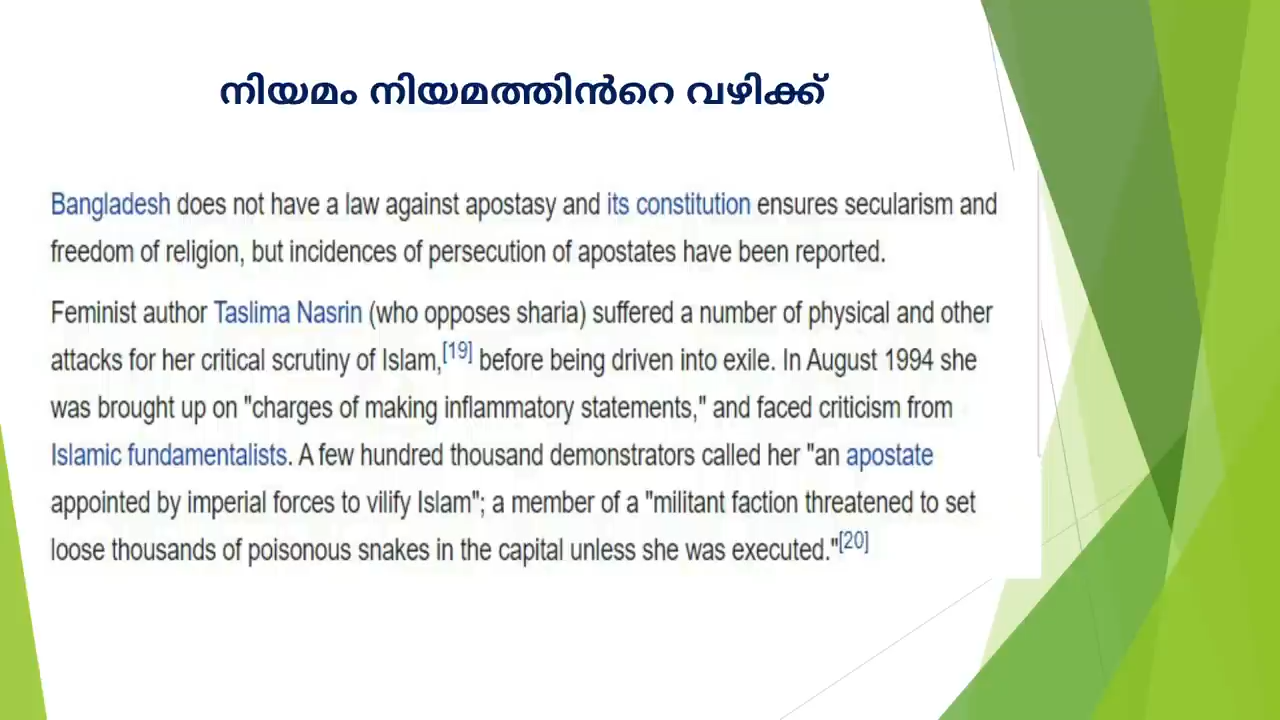 നിയമം നിയമത്തിൻറെ വഴിക്ക്
Bangladesh does not have a law against apostasy and its constitution ensures secularism and
freedom of religion, but incidences of persecution of apostates have been reported.
Feminist author Taslima Nasrin (who opposes sharia) suffered a number of physical and other
attacks for her critical scrutiny of Islam,[19] before being driven into exile. In August 1994 she
was brought up on "charges of making inflammatory statements," and faced criticism from
Islamic fundamentalists. A few hundred thousand demonstrators called her "an apostate
appointed by imperial forces to vilify Islam"; a member of a "militant faction threatened to set
loose thousands of poisonous snakes in the capital unless she was executed."[20]